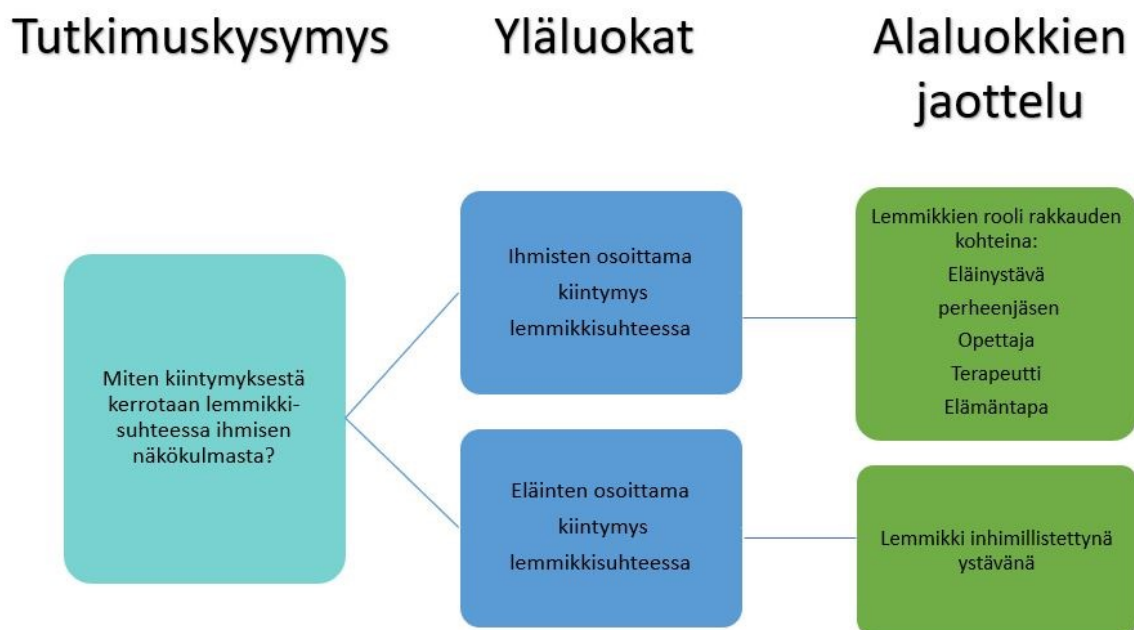 Tutkimuskysymys
Yläluokat
Alaluokkien
jaottelu
Miten kiintymyksestä
kerrotaan lemmikki-
suhteessa ihmisen
näkökulmasta?
Ihmisten osoittama
kiintymys
lemmikkisuhteessa
Eläinten osoittama
kiintymys
lemmikkisuhteessa
Lemmikkien rooli rakkauden
kohteina:
Eläinystävä
perheenjäsen
Opettaja
Terapeutti
Elämäntapa
Lemmikki inhimillistettynä
ystävänä